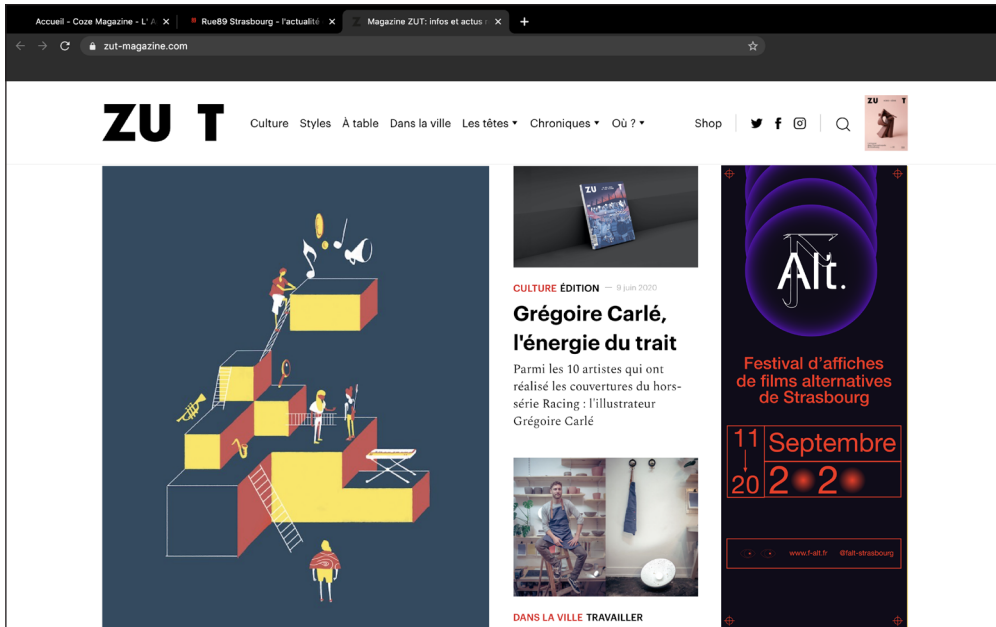 Accueil - Coze Magazine - L' A
Rue89 Strasbourg - l'actualité
Magazine ZUT: infos et actus r
zut-magazine.com
ZU T
Culture Styles À table Dans la ville Les têtes Chroniques Où ? Shop
ZU T
ZU T
CULTURE ÉDITION — 9 juin 2020
Grégoire Carlé,
l'énergie du trait
Parmi les 10 artistes qui ont
réalisé les couvertures du hors-
série Racing : l'illustrateur
Grégoire Carlé
DANS LA VILLE TRAVAILLER
Alt.
Festival d'affiches
de films alternatives
de Strasbourg
11 Septembre
20 2020
www.f-alt.fr @falt-strasbourg